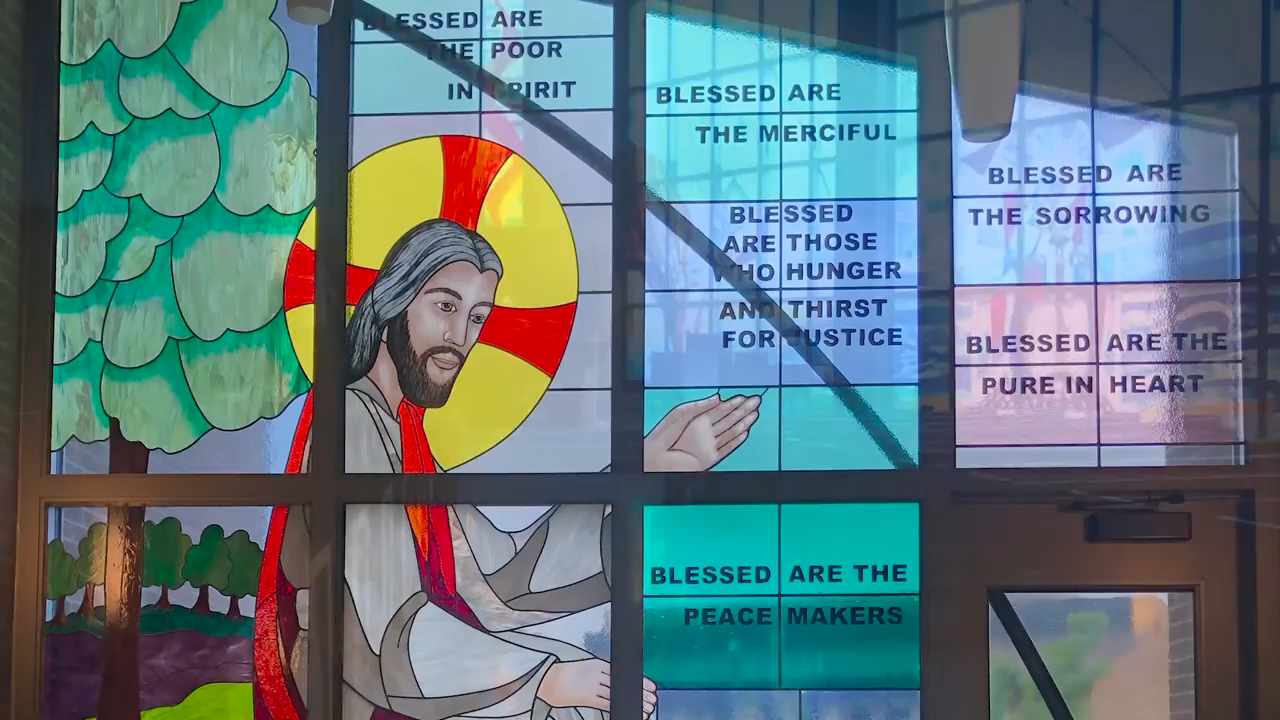 BLESSED ARE
THE POOR
IN SPIRIT
BLESSED ARE
THE MERCIFUL
BLESSED
ARE THOSE
WHO HUNGER
AND THIRST
FOR JUSTICE
BLESSED ARE
THE SORROWING
BLESSED ARE THE
PURE IN HEART
BLESSED ARE THE
PEACE MAKERS